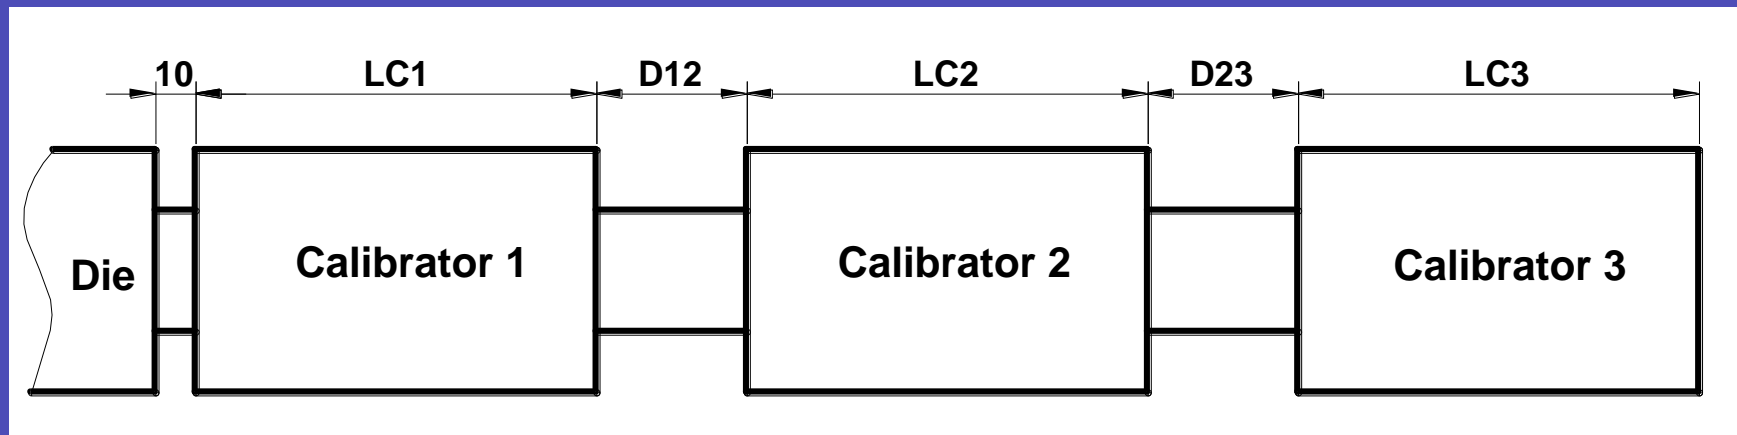 10 LC1 D12 LC2 D23 LC3
Die Calibrator 1 Calibrator 2 Calibrator 3